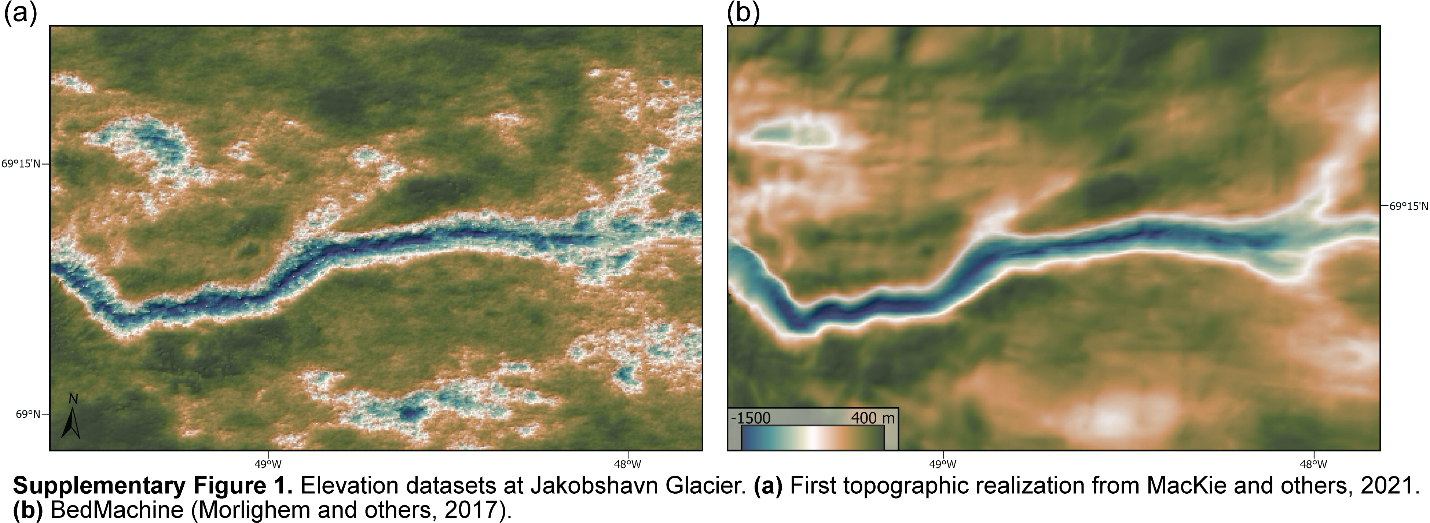 (a)
(b)
69°15'N
69°15'N
69°N
N
-1500 400 m
49°W 48°W 49°W 48°W
Supplementary Figure 1. Elevation datasets at Jakobshavn Glacier. (a) First topographic realization from MacKie and others, 2021.
(b) BedMachine (Morlighem and others, 2017).